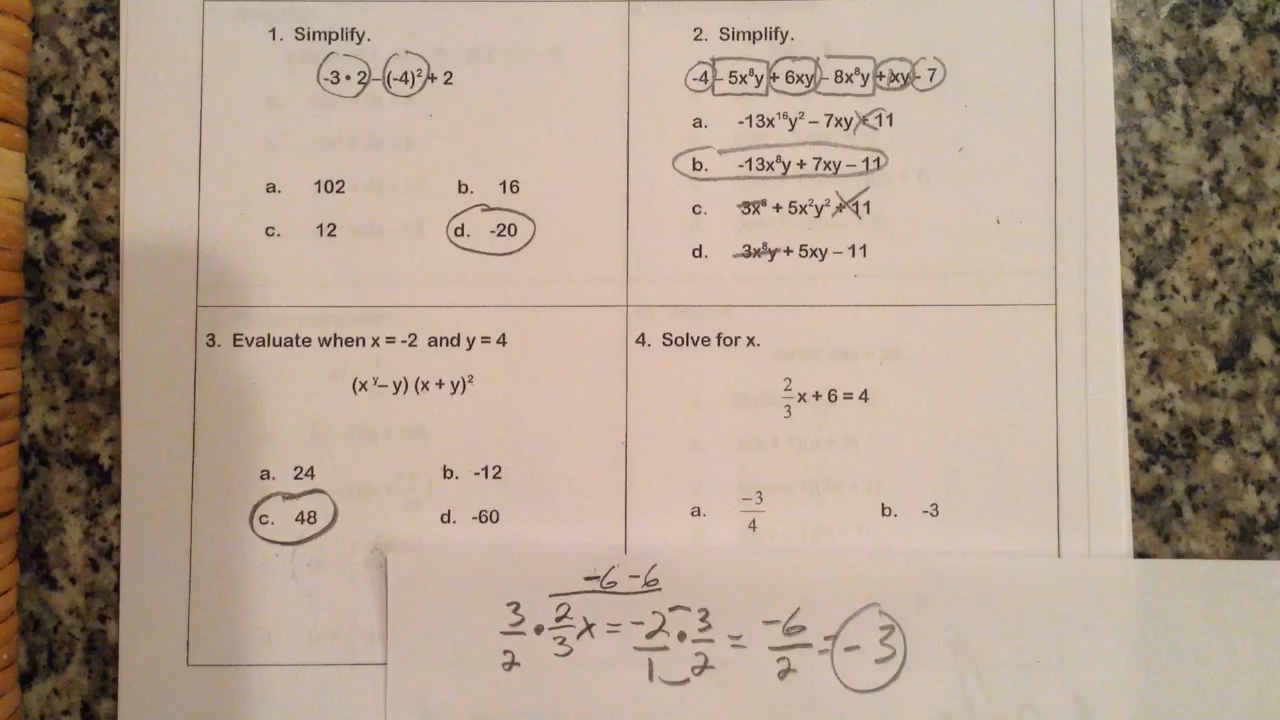 1. Simplify.
-3 • 2 – (-4)² + 2
a. 102
b. 16
c. 12
d. -20
2. Simplify.
-4 – 5x⁸y + 6xy – 8x⁸y + xy – 7
a. -13x¹⁶y² – 7xy + 11
b. -13x⁸y + 7xy – 11
c. 3x⁸ + 5x²y² + 11
d. 3x⁸y + 5xy – 11
3. Evaluate when x = -2 and y = 4
(xʸ – y) (x + y)²
a. 24
b. -12
c. 48
d. -60
4. Solve for x.
2/3 x + 6 = 4
a. -3/4
b. -3
-6 -6
3/2 • 2/3 x = -2/1 • 3/2 = -6/2 = -3